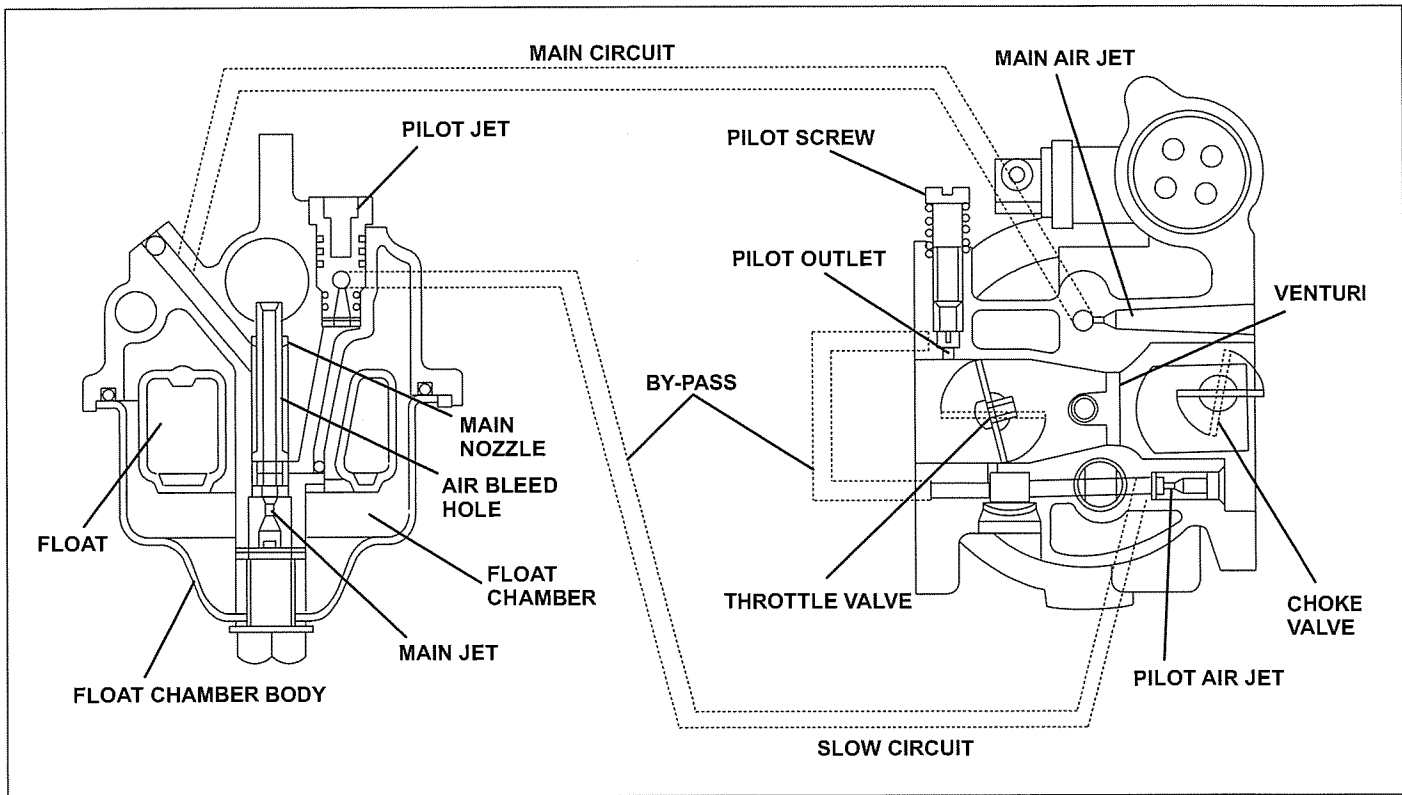 MAIN CIRCUIT
MAIN AIR JET
PILOT JET
PILOT SCREW
PILOT OUTLET
VENTURI
BY-PASS
MAIN
NOZZLE
AIR BLEED
HOLE
FLOAT
FLOAT
CHAMBER
THROTTLE VALVE
CHOKE
VALVE
MAIN JET
PILOT AIR JET
FLOAT CHAMBER BODY
SLOW CIRCUIT